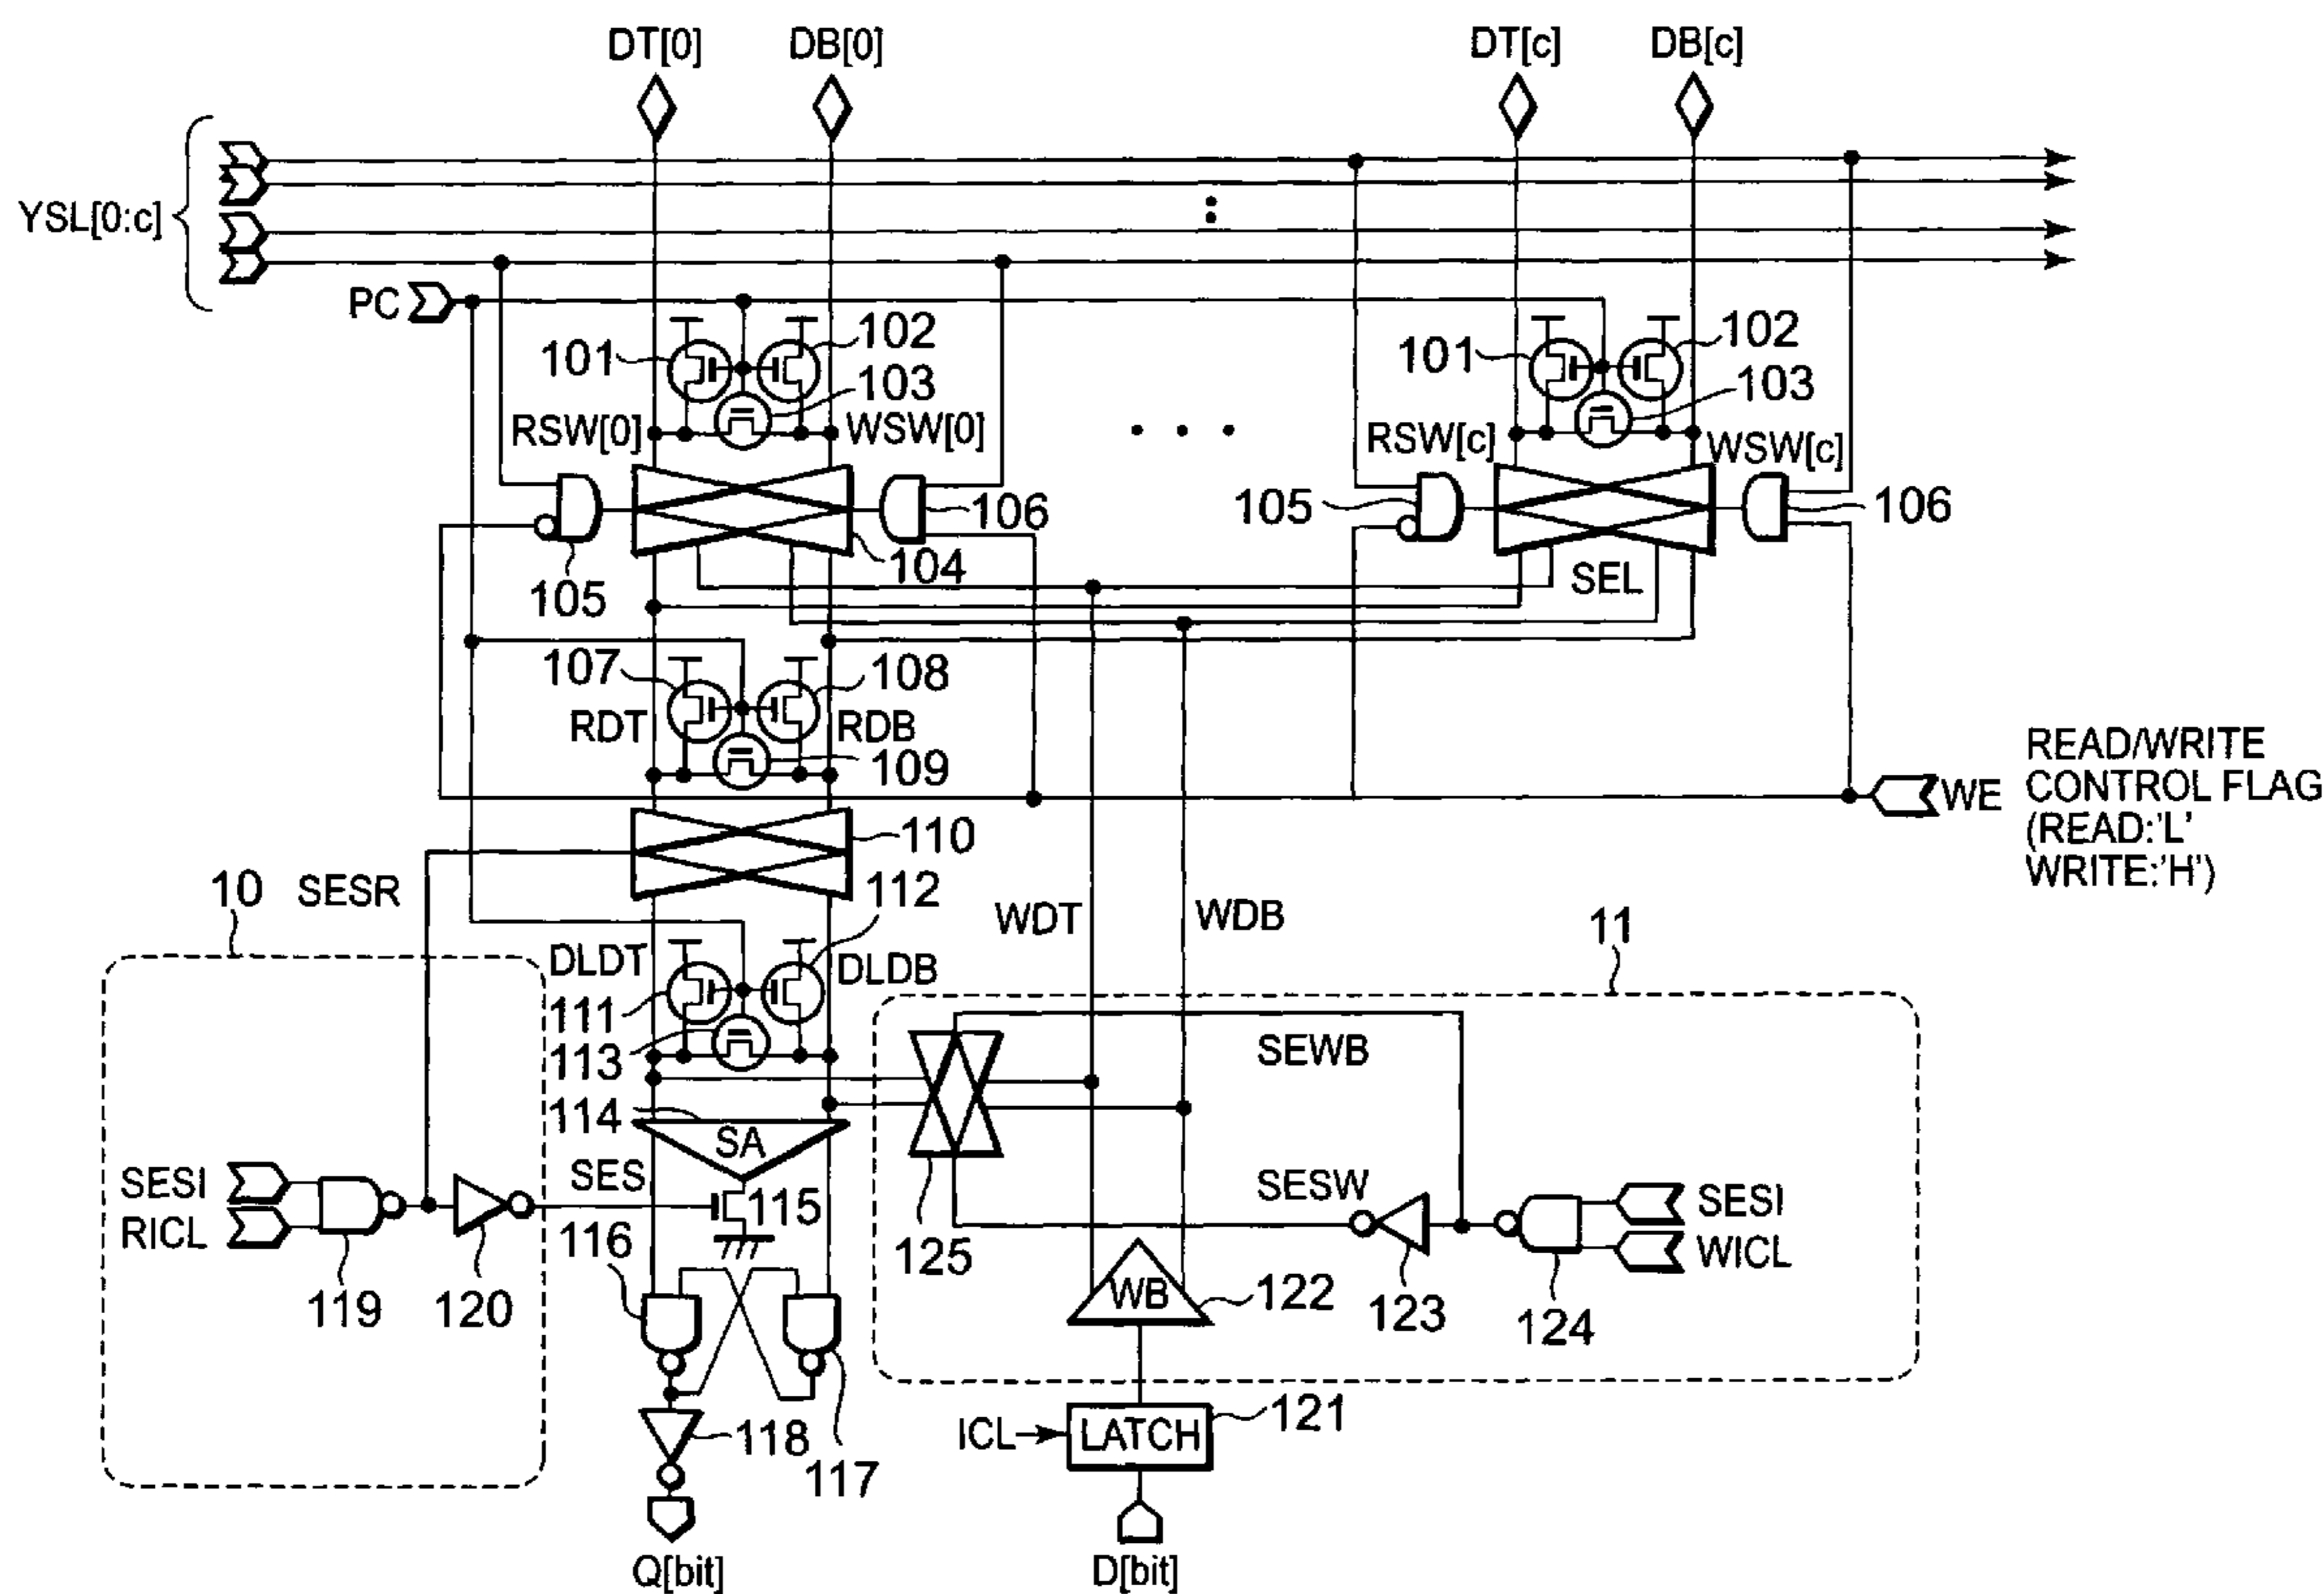 DT[0] DB[0] DT[c] DB[c]
YSL[0:c]
PC
101 102 103
101 102 103
RSW[0] WSW[0]
RSW[c] WSW[c]
105 106 104
105 106
SEL
107 108
RDT RDB
109
READ/WRITE
CONTROL FLAG
(READ:'L'
WRITE:'H')
WE
110
10 SESR
112
WDT WDB
11
DLDT DLDB
111
113
SEWB
114
SA
SESI
RICL
SES
115
116
119 120
125
SESW
SESI
WICL
WB
122 123 124
118
117
ICL
LATCH
121
Q[bit]
D[bit]